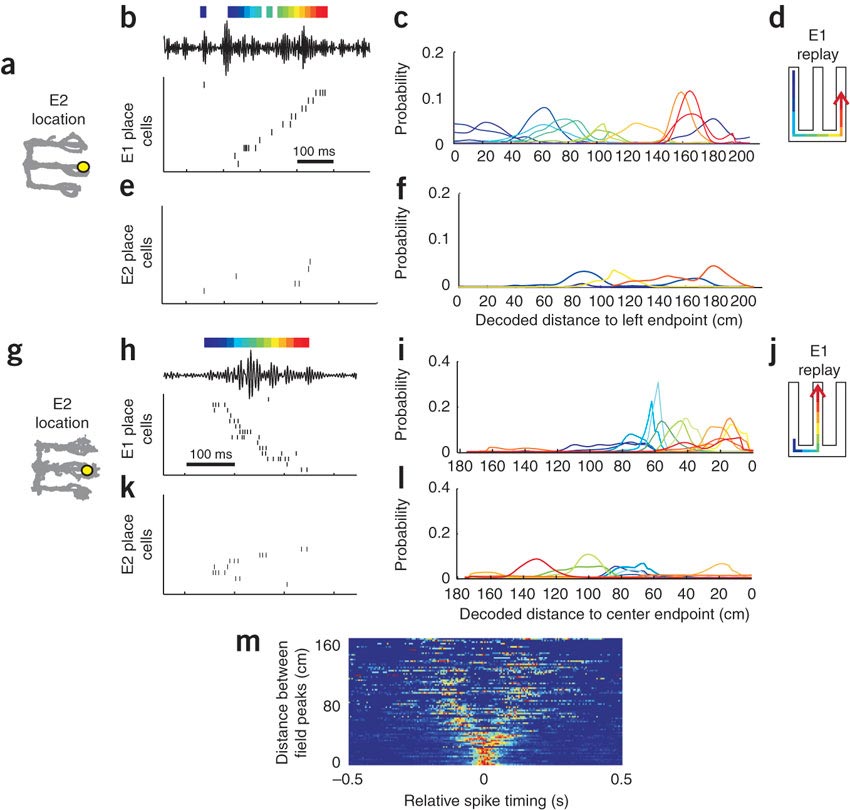 a
E2
location
b
E1 place
cells
100 ms
c
Probability
0.2
0.1
0
0 20 40 60 80 100 120 140 160 180 200
d
E1
replay
e
E2 place
cells
f
Probability
0.2
0.1
0
0 20 40 60 80 100 120 140 160 180 200
Decoded distance to left endpoint (cm)
g
E2
location
h
E1 place
cells
100 ms
i
Probability
0.4
0.2
0
180 160 140 120 100 80 60 40 20 0
j
E1
replay
k
E2 place
cells
l
Probability
0.4
0.2
0
180 160 140 120 100 80 60 40 20 0
Decoded distance to center endpoint (cm)
m
Distance between
field peaks (cm)
160
80
0
−0.5 0 0.5
Relative spike timing (s)